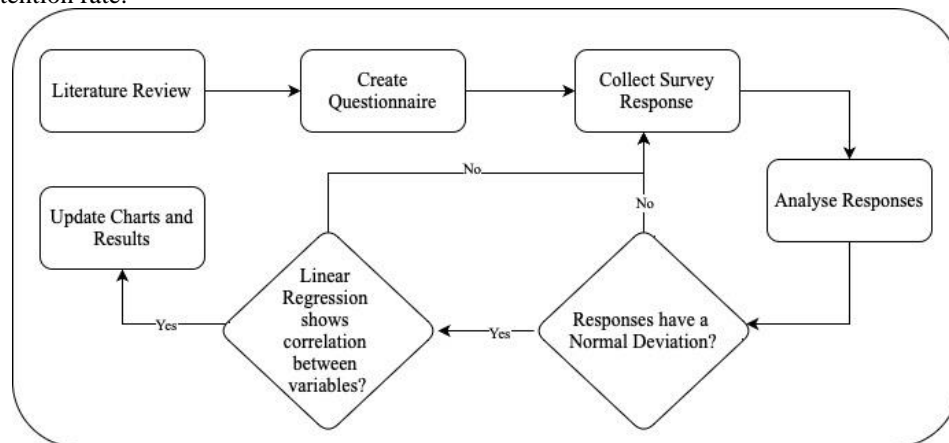 tention rate.
Literature Review
Create
Questionnaire
Collect Survey
Response
Analyse Responses
No
No
Update Charts and
Results
Linear
Regression
shows
correlation
between
variables?
Responses have a
Normal Deviation?
Yes
Yes